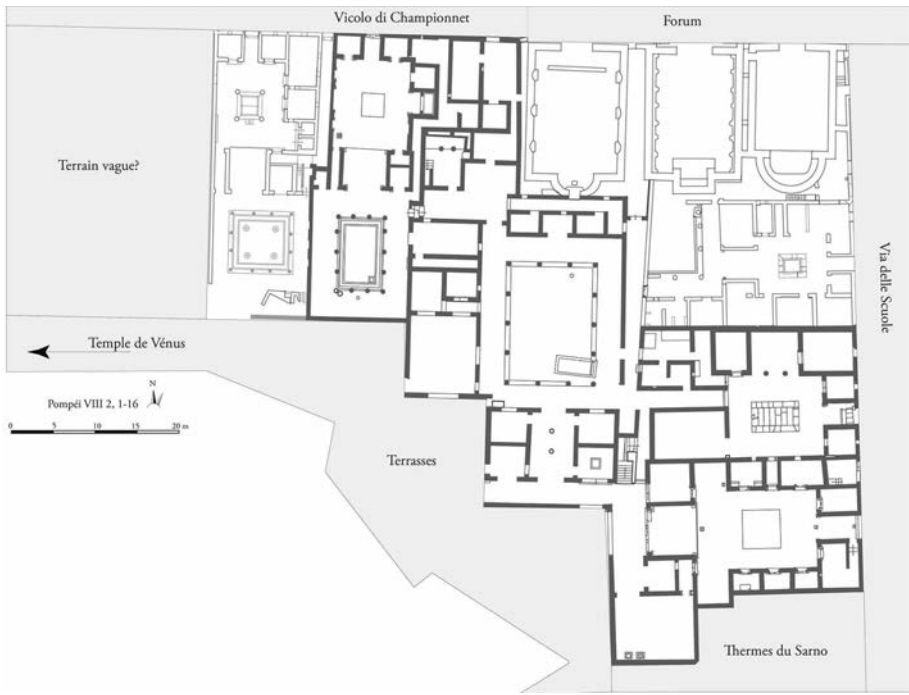 Vicolo di Championnet
Forum
Terrain vague?
Via delle Scuole
Temple de Vénus
N
Pompéi VIII 2, 1-16
0 5 10 15 20 m
Terrasses
Thermes du Sarno